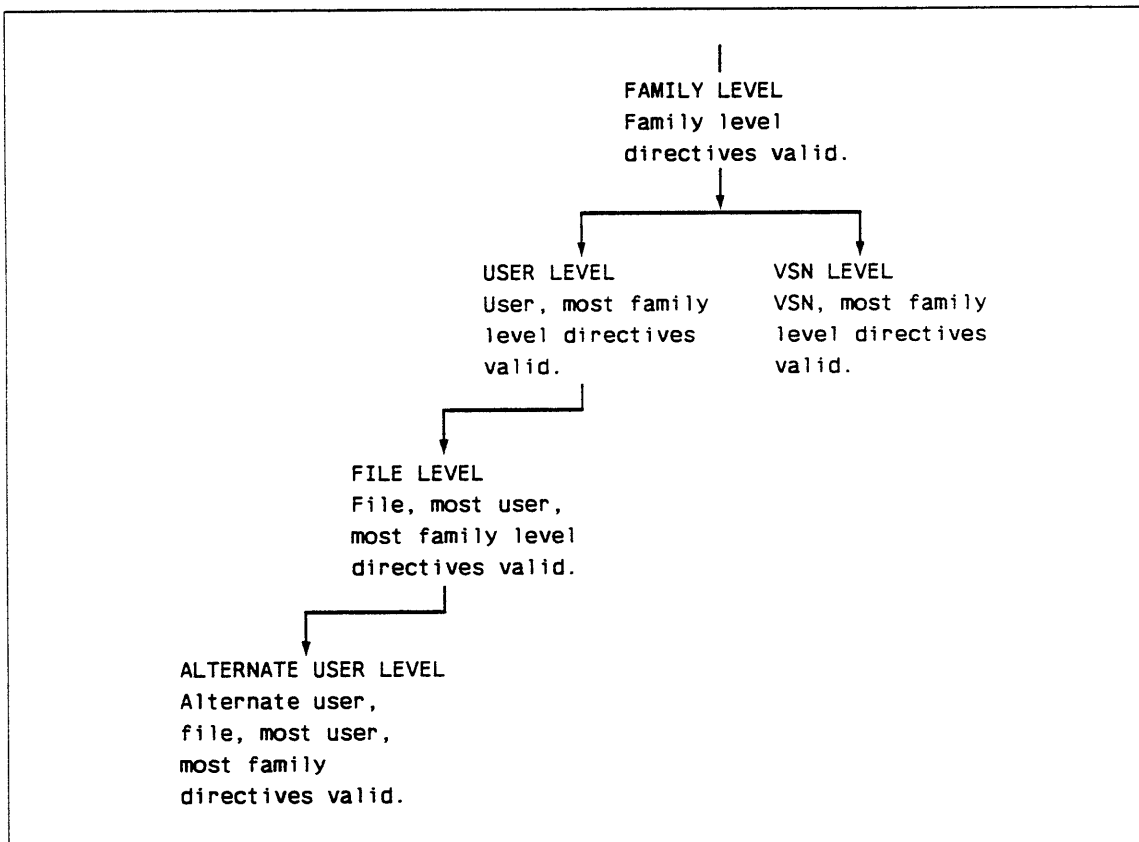 FAMILY LEVEL
Family level
directives valid.
USER LEVEL
User, most family
level directives
valid.
VSN LEVEL
VSN, most family
level directives
valid.
FILE LEVEL
File, most user,
most family level
directives valid.
ALTERNATE USER LEVEL
Alternate user,
file, most user,
most family
directives valid.